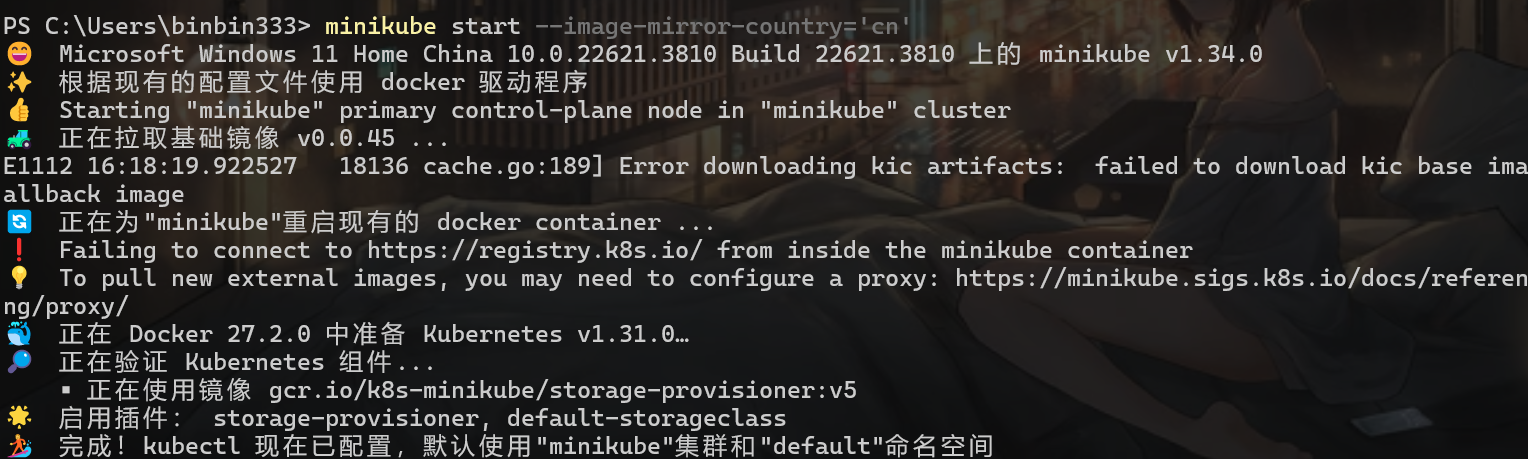 PS C:\Users\binbin333> minikube start --image-mirror-country='cn'
😄 Microsoft Windows 11 Home China 10.0.22621.3810 Build 22621.3810 上的 minikube v1.34.0
✨ 根据现有的配置文件使用 docker 驱动程序
👍 Starting "minikube" primary control-plane node in "minikube" cluster
🚜 正在拉取基础镜像 v0.0.45 ...
E1112 16:18:19.922527   18136 cache.go:189] Error downloading kic artifacts:  failed to download kic base ima
allback image
🔄 正在为"minikube"重启现有的 docker container ...
❗ Failing to connect to https://registry.k8s.io/ from inside the minikube container
💡 To pull new external images, you may need to configure a proxy: https://minikube.sigs.k8s.io/docs/referen
ng/proxy/
🐳 正在 Docker 27.2.0 中准备 Kubernetes v1.31.0…
🔎 正在验证 Kubernetes 组件...
▪ 正在使用镜像 gcr.io/k8s-minikube/storage-provisioner:v5
🌟 启用插件： storage-provisioner, default-storageclass
🏄 完成！kubectl 现在已配置，默认使用"minikube"集群和"default"命名空间